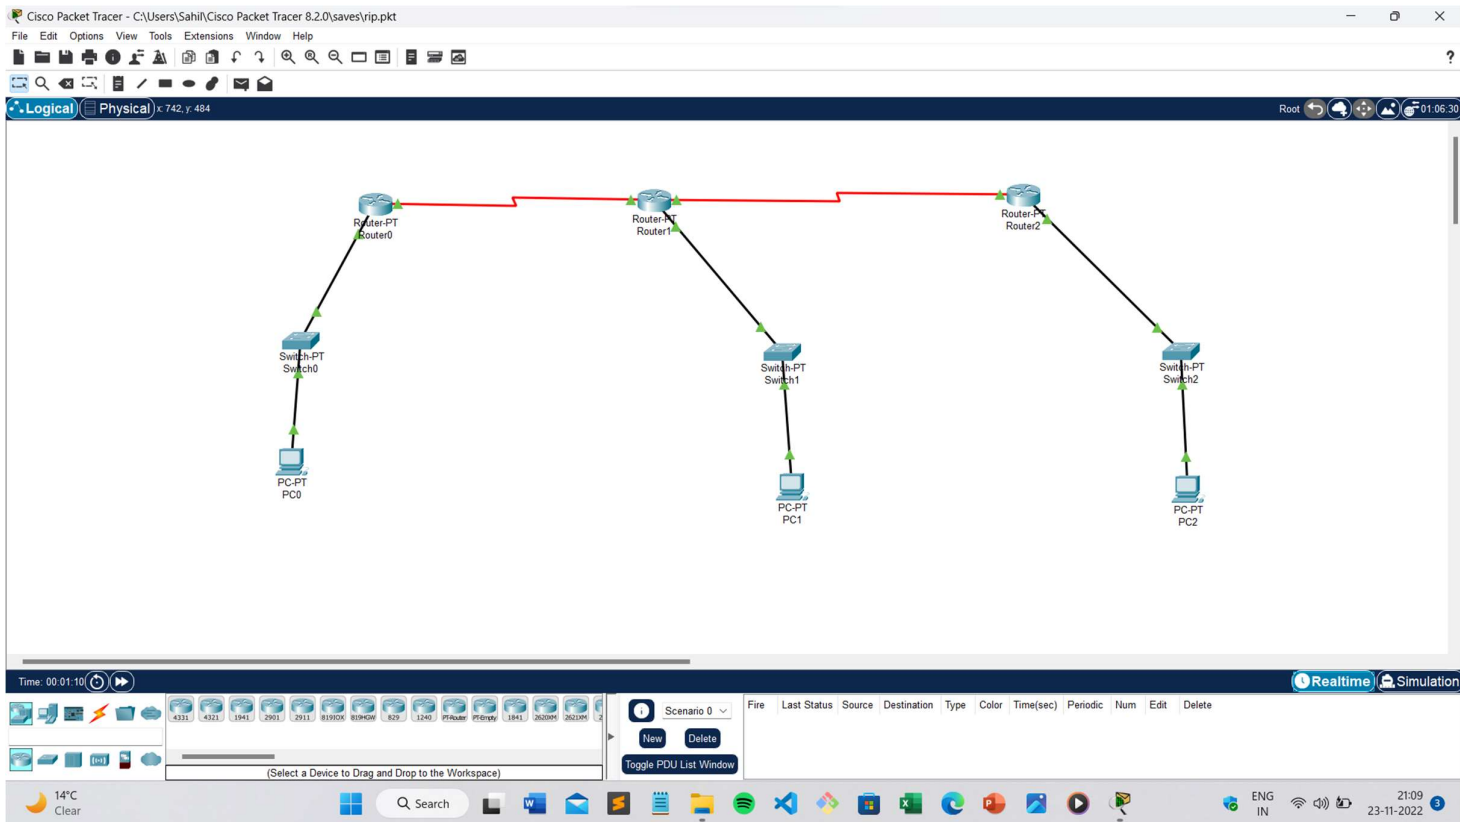 Cisco Packet Tracer - C:\Users\Sahil\Cisco Packet Tracer 8.2.0\saves\rip.pkt
File Edit Options View Tools Extensions Window Help
?
Logical Physical x: 742, y: 484 Root 01:06:30
Router-PT
Router0
Router-PT
Router1
Router-PT
Router2
Switch-PT
Switch0
Switch-PT
Switch1
Switch-PT
Switch2
PC-PT
PC0
PC-PT
PC1
PC-PT
PC2
Time: 00:01:10 Realtime Simulation
4331 4321 1941 2901 2911 819IOX 819HGW 829 1240 PT-Router PT-Empty 1841 2620XM 2621XM 2
(Select a Device to Drag and Drop to the Workspace)
Scenario 0
New Delete
Toggle PDU List Window
Fire Last Status Source Destination Type Color Time(sec) Periodic Num Edit Delete
14°C
Clear
Search
ENG
IN
21:09
23-11-2022
3